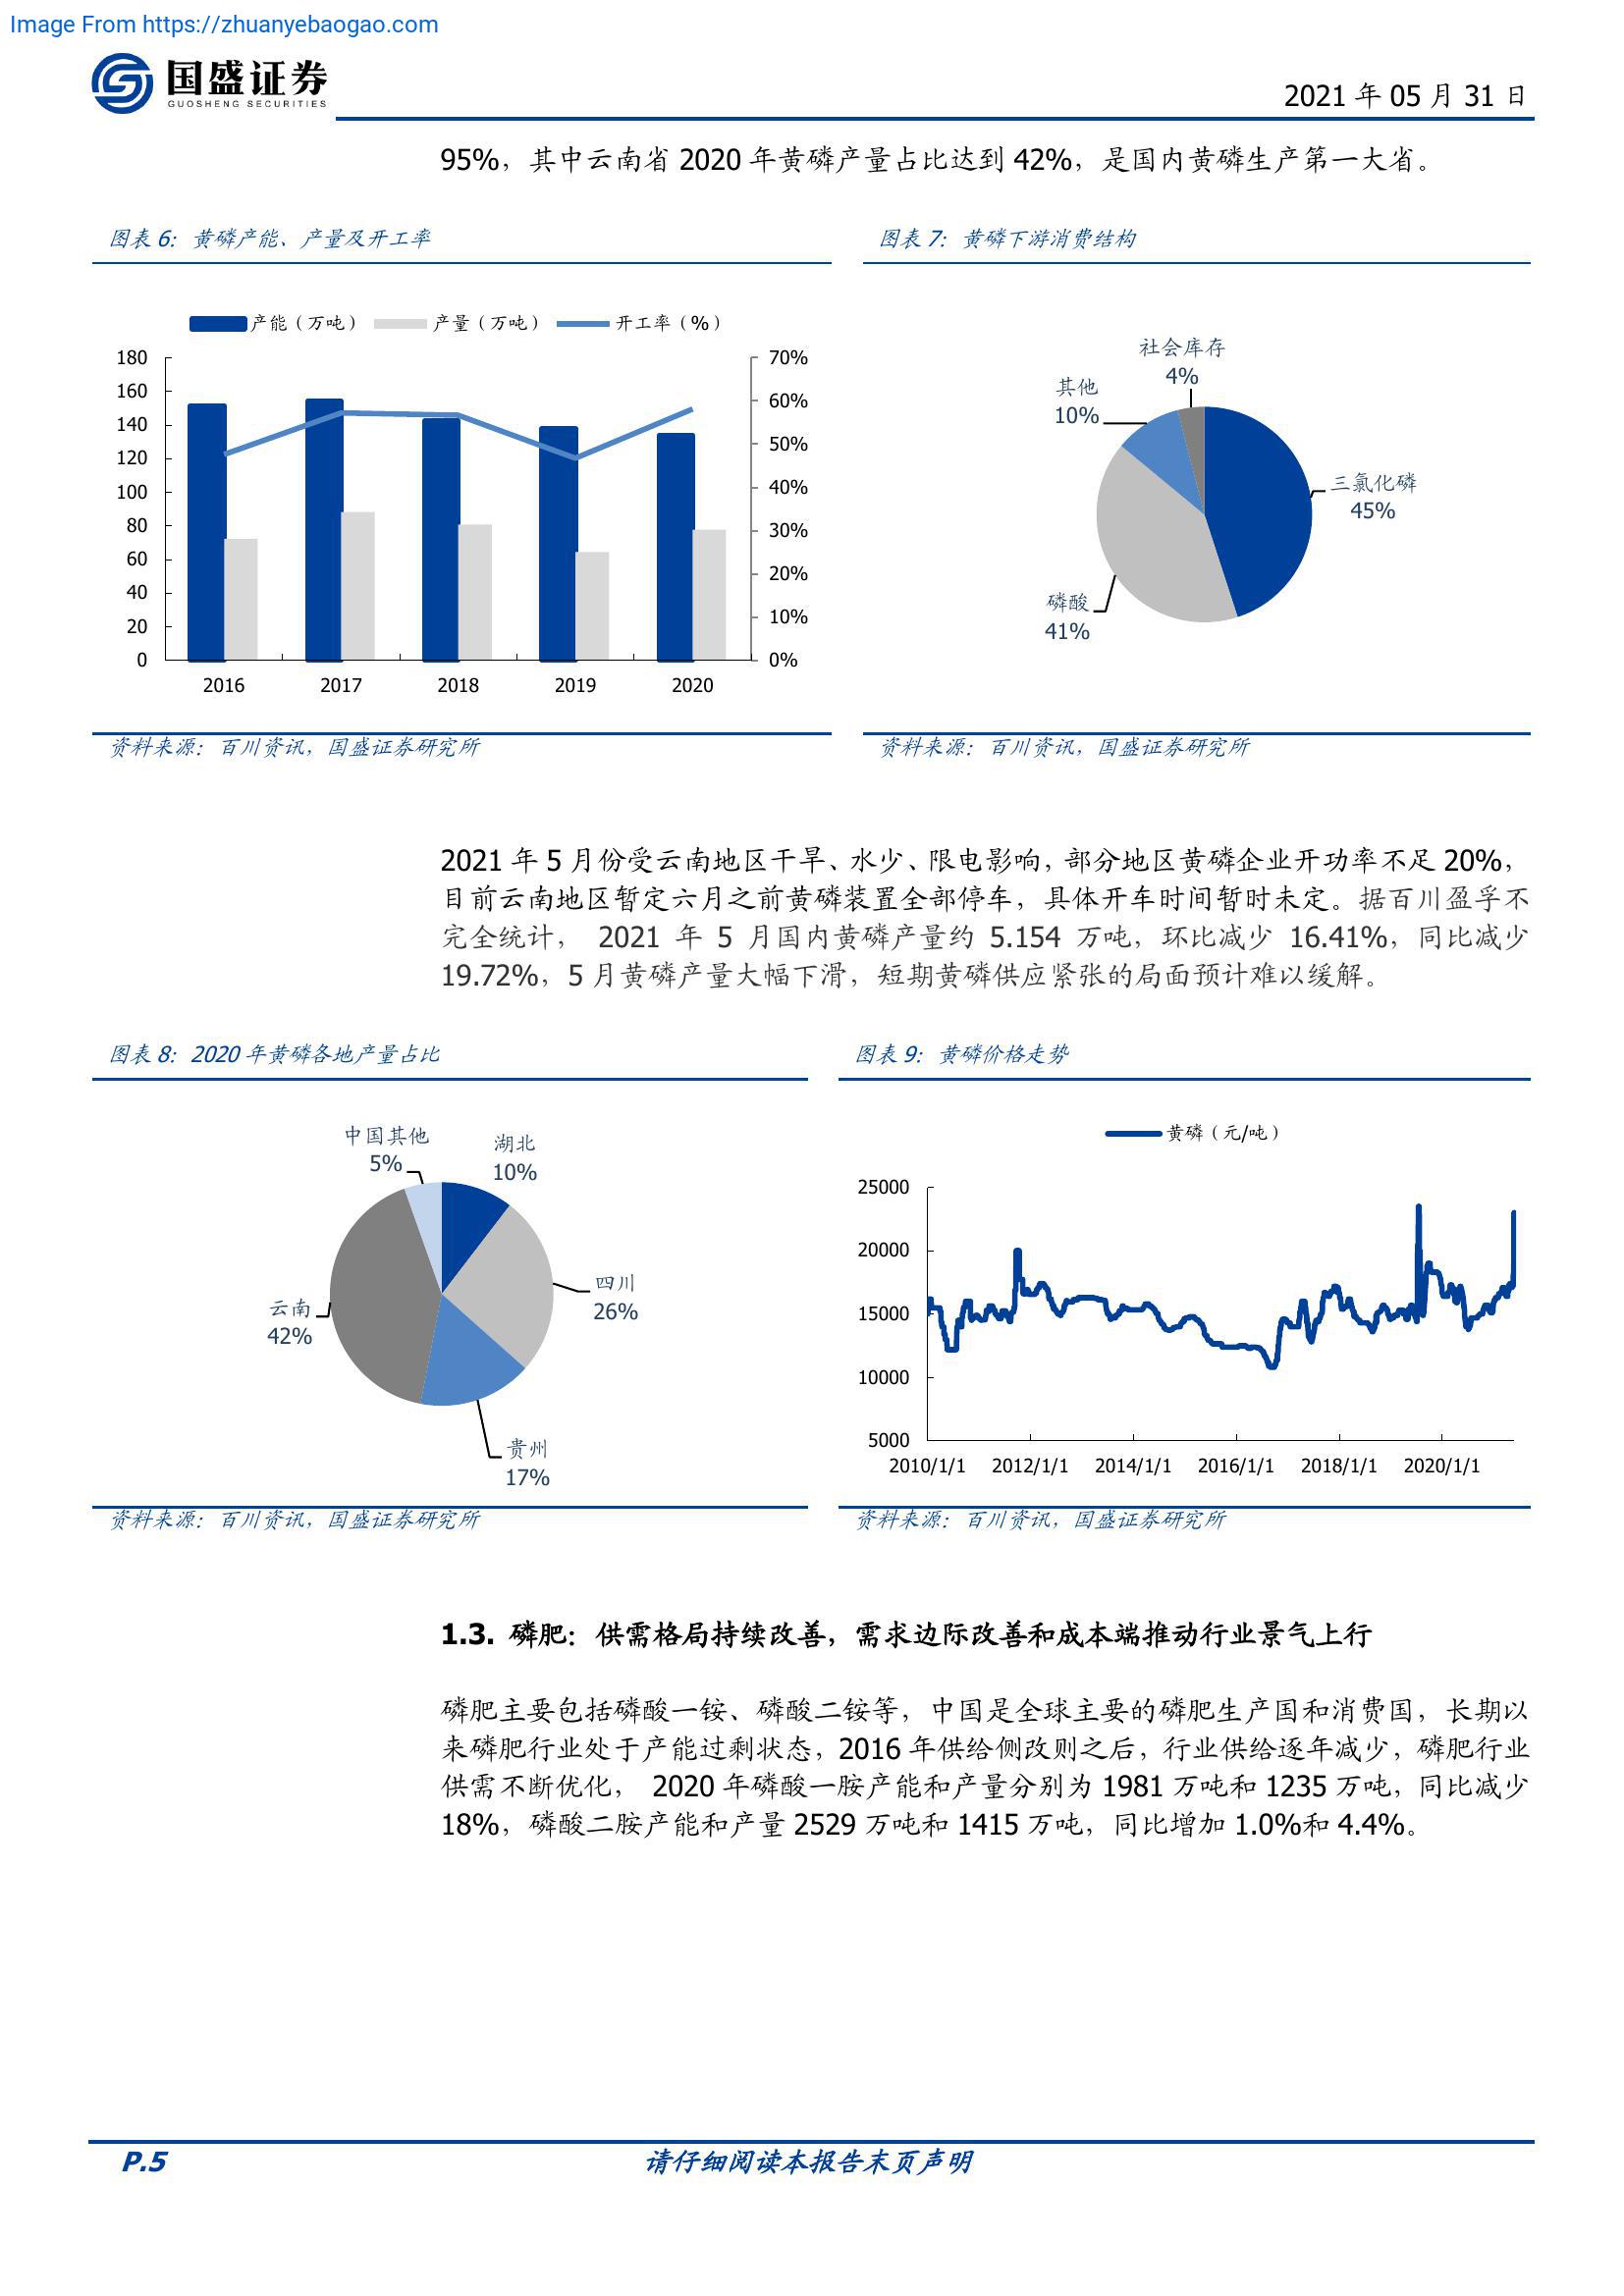 Image From https://zhuanyebaogao.com
国盛证券
GUOSHENG SECURITIES
2021 年 05 月 31 日
95%，其中云南省 2020 年黄磷产量占比达到 42%，是国内黄磷生产第一大省。
图表 6：黄磷产能、产量及开工率
产能（万吨） 产量（万吨） 开工率（%）
180
160
140
120
100
80
60
40
20
0
70%
60%
50%
40%
30%
20%
10%
0%
2016 2017 2018 2019 2020
资料来源：百川资讯，国盛证券研究所
图表 7：黄磷下游消费结构
社会库存
4%
其他
10%
三氯化磷
45%
磷酸
41%
资料来源：百川资讯，国盛证券研究所
2021 年 5 月份受云南地区干旱、水少、限电影响，部分地区黄磷企业开功率不足 20%，
目前云南地区暂定六月之前黄磷装置全部停车，具体开车时间暂时未定。据百川盈孚不
完全统计， 2021 年 5 月国内黄磷产量约 5.154 万吨，环比减少 16.41%，同比减少
19.72%，5 月黄磷产量大幅下滑，短期黄磷供应紧张的局面预计难以缓解。
图表 8：2020 年黄磷各地产量占比
中国其他
5%
湖北
10%
四川
26%
云南
42%
贵州
17%
资料来源：百川资讯，国盛证券研究所
图表 9：黄磷价格走势
黄磷（元/吨）
25000
20000
15000
10000
5000
2010/1/1 2012/1/1 2014/1/1 2016/1/1 2018/1/1 2020/1/1
资料来源：百川资讯，国盛证券研究所
1.3. 磷肥：供需格局持续改善，需求边际改善和成本端推动行业景气上行
磷肥主要包括磷酸一铵、磷酸二铵等，中国是全球主要的磷肥生产国和消费国，长期以
来磷肥行业处于产能过剩状态，2016 年供给侧改则之后，行业供给逐年减少，磷肥行业
供需不断优化， 2020 年磷酸一胺产能和产量分别为 1981 万吨和 1235 万吨，同比减少
18%，磷酸二胺产能和产量 2529 万吨和 1415 万吨，同比增加 1.0%和 4.4%。
P.5
请仔细阅读本报告末页声明